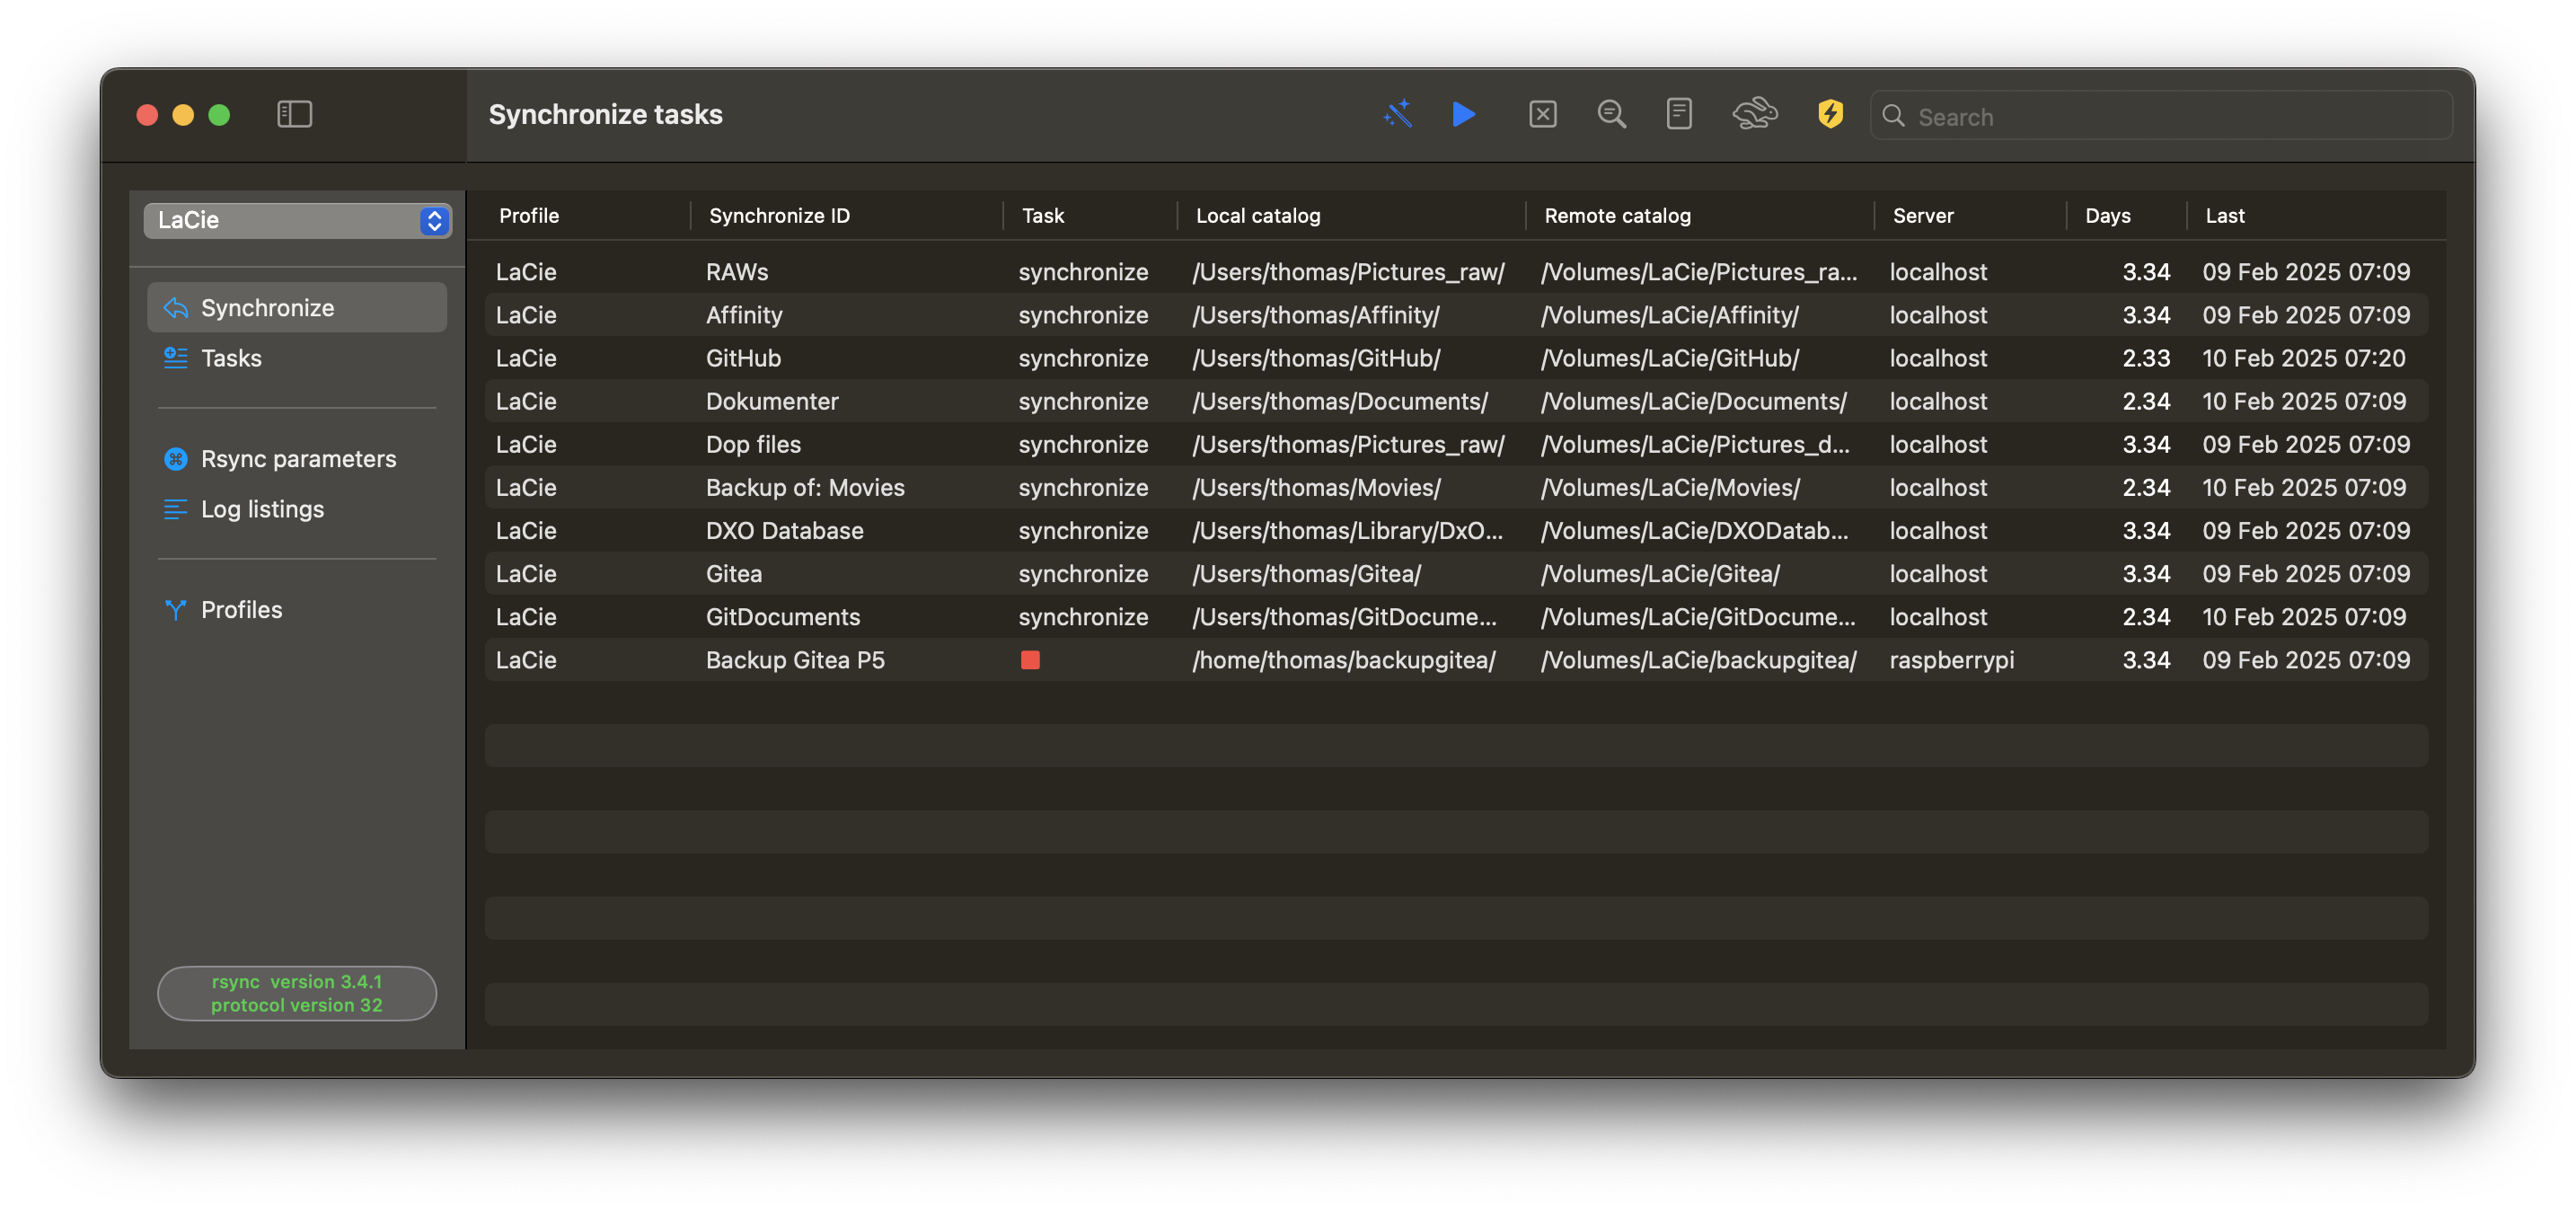 Synchronize tasks
Search
LaCie
Synchronize
Tasks
Rsync parameters
Log listings
Profiles
rsync  version 3.4.1
protocol version 32
Profile Synchronize ID Task Local catalog Remote catalog Server Days Last
LaCie RAWs synchronize /Users/thomas/Pictures_raw/ /Volumes/LaCie/Pictures_ra... localhost 3.34 09 Feb 2025 07:09
LaCie Affinity synchronize /Users/thomas/Affinity/ /Volumes/LaCie/Affinity/ localhost 3.34 09 Feb 2025 07:09
LaCie GitHub synchronize /Users/thomas/GitHub/ /Volumes/LaCie/GitHub/ localhost 2.33 10 Feb 2025 07:20
LaCie Dokumenter synchronize /Users/thomas/Documents/ /Volumes/LaCie/Documents/ localhost 2.34 10 Feb 2025 07:09
LaCie Dop files synchronize /Users/thomas/Pictures_raw/ /Volumes/LaCie/Pictures_d... localhost 3.34 09 Feb 2025 07:09
LaCie Backup of: Movies synchronize /Users/thomas/Movies/ /Volumes/LaCie/Movies/ localhost 2.34 10 Feb 2025 07:09
LaCie DXO Database synchronize /Users/thomas/Library/DxO... /Volumes/LaCie/DXODatab... localhost 3.34 09 Feb 2025 07:09
LaCie Gitea synchronize /Users/thomas/Gitea/ /Volumes/LaCie/Gitea/ localhost 3.34 09 Feb 2025 07:09
LaCie GitDocuments synchronize /Users/thomas/GitDocume... /Volumes/LaCie/GitDocume... localhost 2.34 10 Feb 2025 07:09
LaCie Backup Gitea P5 /home/thomas/backupgitea/ /Volumes/LaCie/backupgitea/ raspberrypi 3.34 09 Feb 2025 07:09